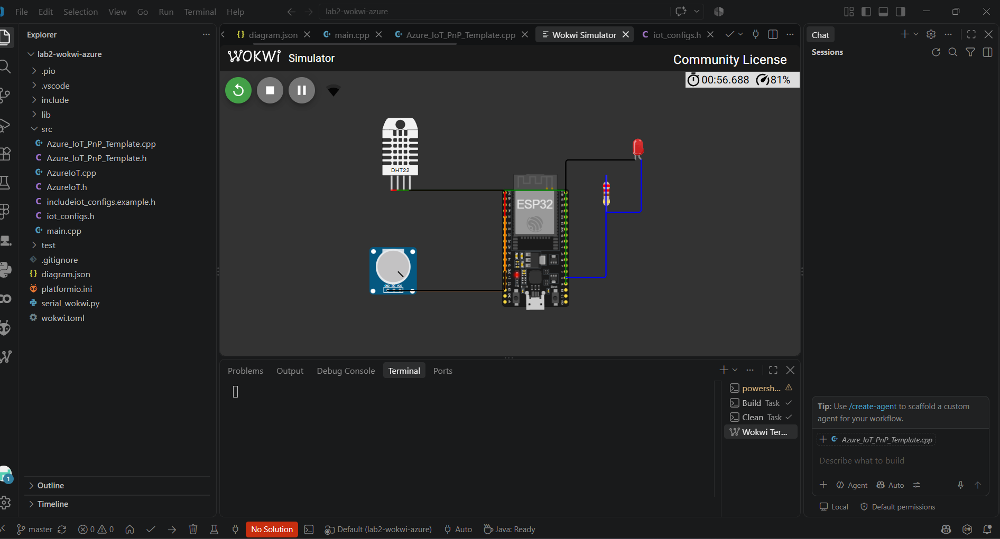 File Edit Selection View Go Run Terminal Help
lab2-wokwi-azure
Explorer
lab2-wokwi-azure
.pio
.vscode
include
lib
src
Azure_IoT_PnP_Template.cpp
Azure_IoT_PnP_Template.h
AzureIoT.cpp
AzureIoT.h
includeiot_configs.example.h
iot_configs.h
main.cpp
test
.gitignore
diagram.json
platformio.ini
serial_wokwi.py
wokwi.toml
Outline
Timeline
diagram.json main.cpp Azure_IoT_PnP_Template.cpp Wokwi Simulator iot_configs.h
WOKWi Simulator
Community License
00:56.688 81%
DHT22
ESP32
GND SIG VCC
Problems Output Debug Console Terminal Ports
powersh...
Build Task
Clean Task
Wokwi Ter...
Chat
Sessions
Tip: Use /create-agent to scaffold a custom
agent for your workflow.
Azure_IoT_PnP_Template.cpp
Describe what to build
Agent Auto
Local Default permissions
1
master 0 0 No Solution Default (lab2-wokwi-azure) Auto Java: Ready